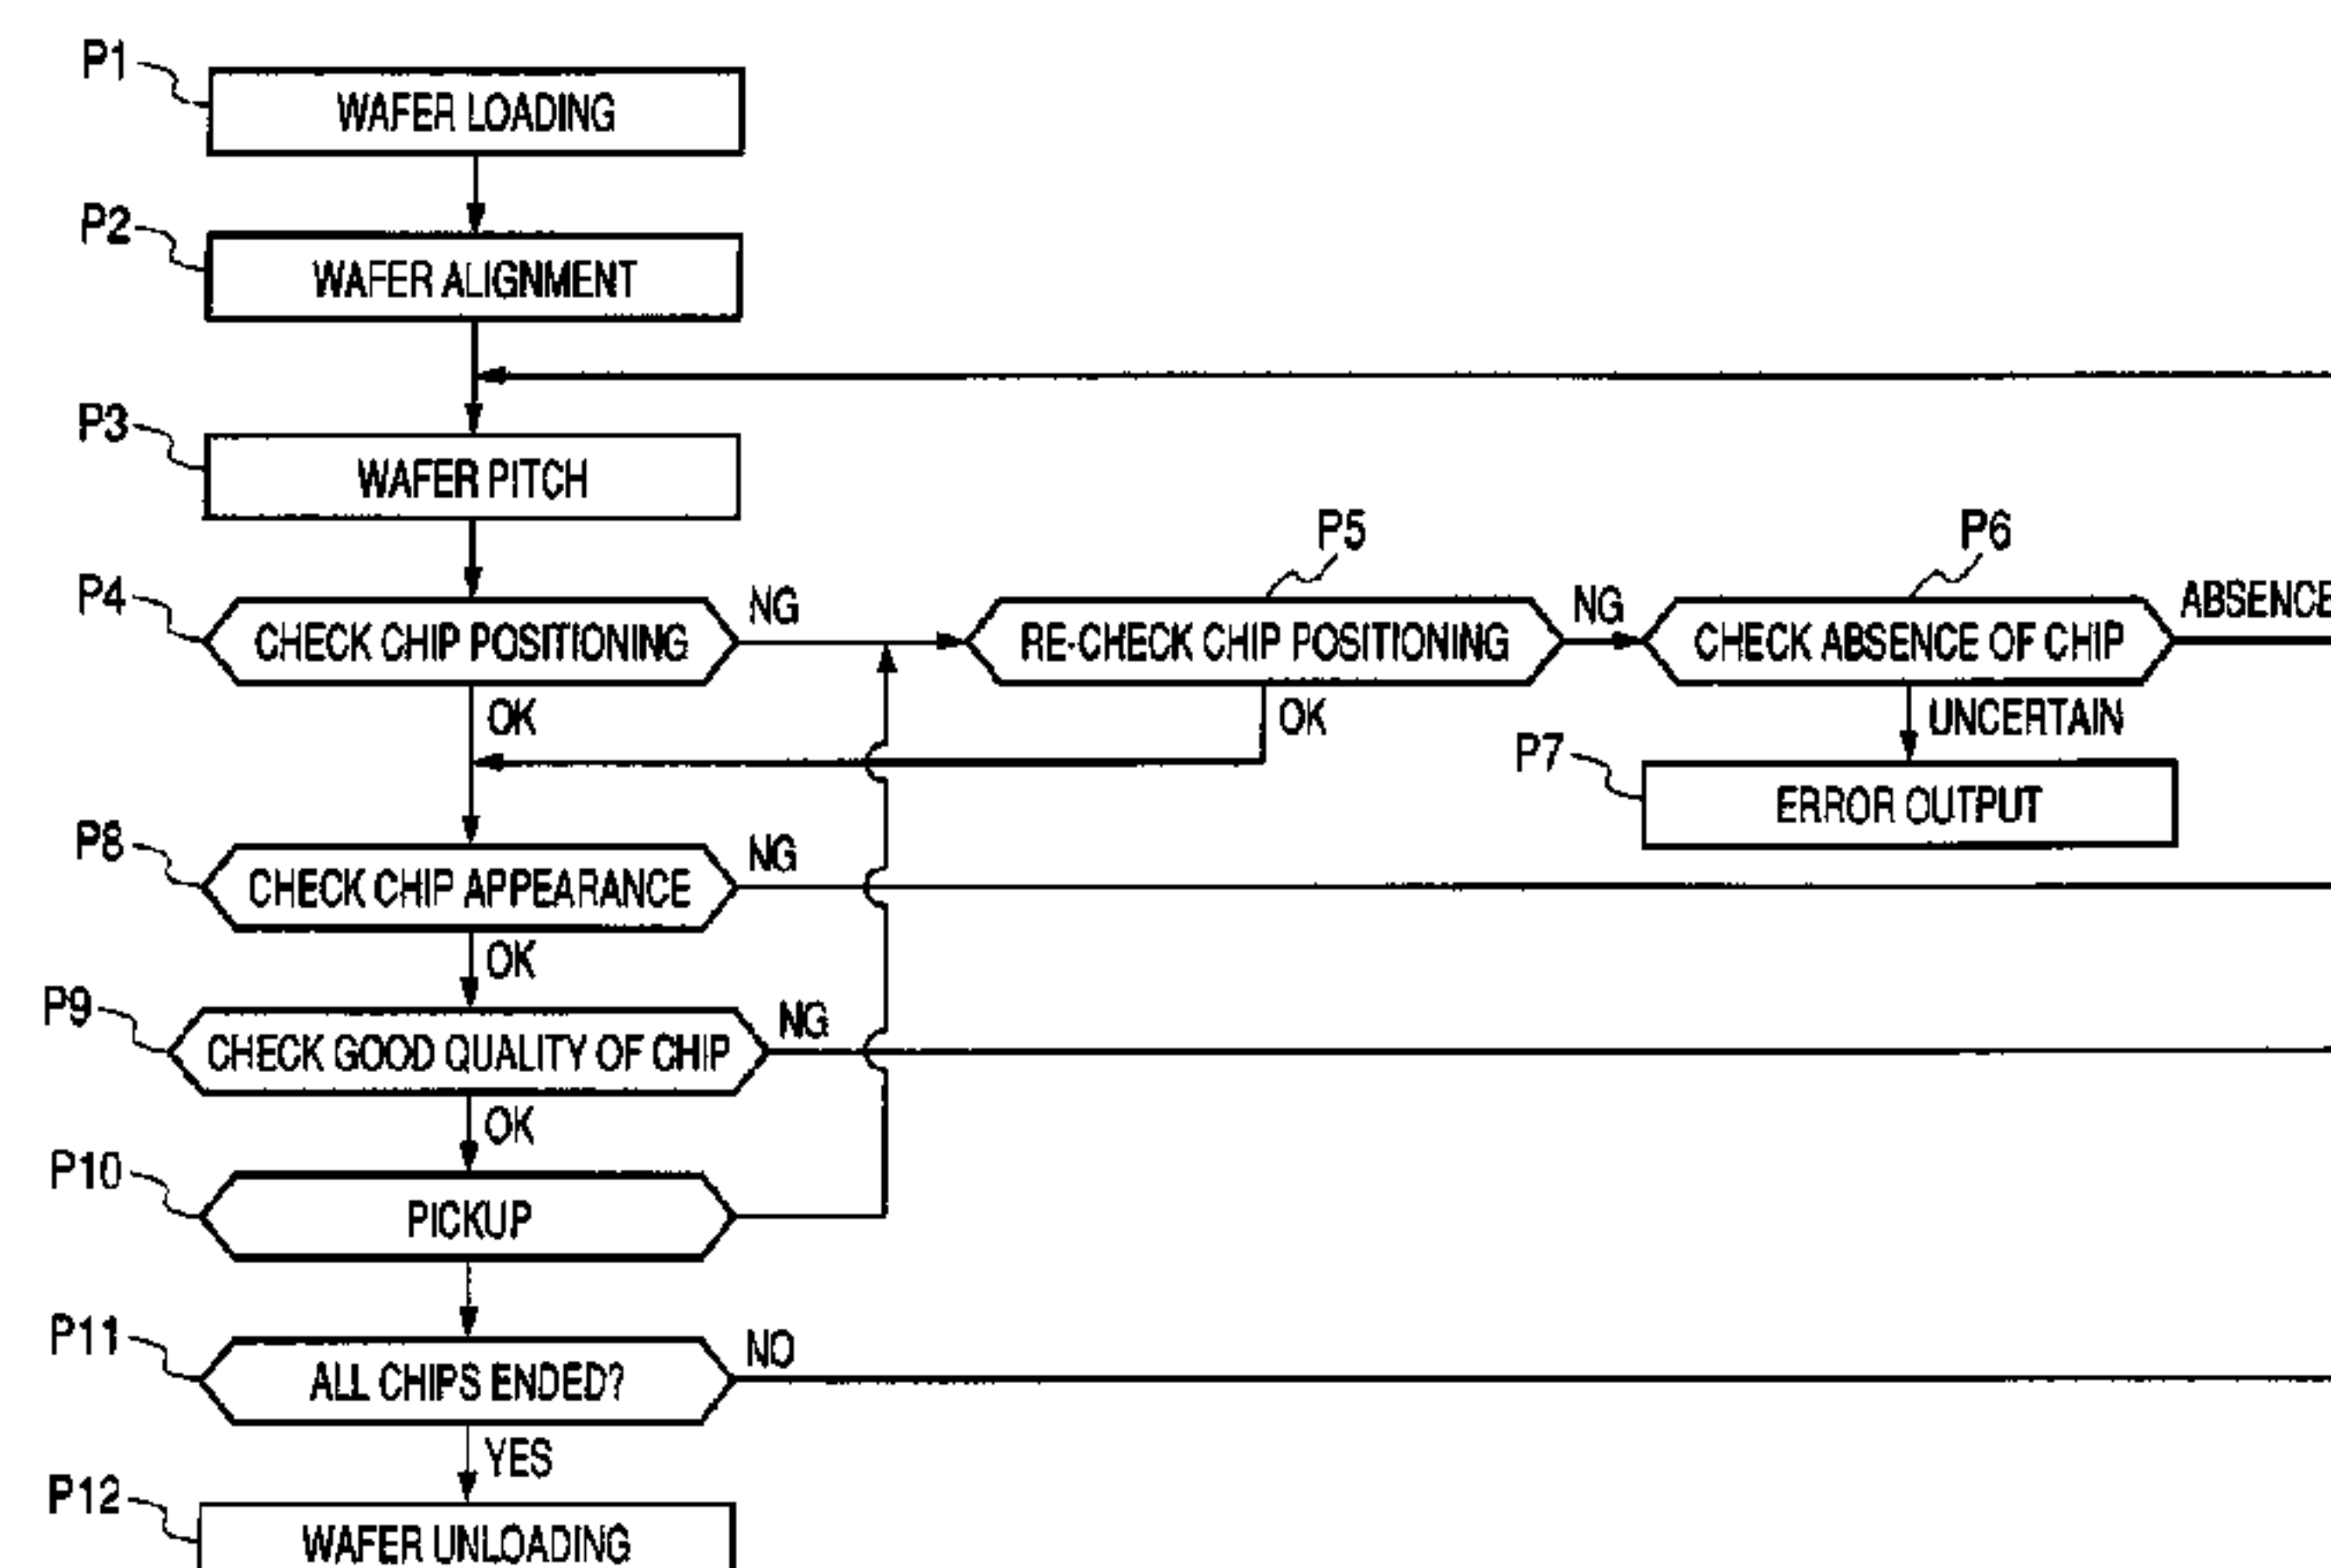 P1
WAFER LOADING
P2
WAFER ALIGNMENT
P3
WAFER PITCH
P4
CHECK CHIP POSITIONING
NG
OK
P5
RE-CHECK CHIP POSITIONING
NG
OK
P6
CHECK ABSENCE OF CHIP
ABSENCE
UNCERTAIN
P7
ERROR OUTPUT
P8
CHECK CHIP APPEARANCE
NG
OK
P9
CHECK GOOD QUALITY OF CHIP
NG
OK
P10
PICKUP
P11
ALL CHIPS ENDED?
NO
YES
P12
WAFER UNLOADING